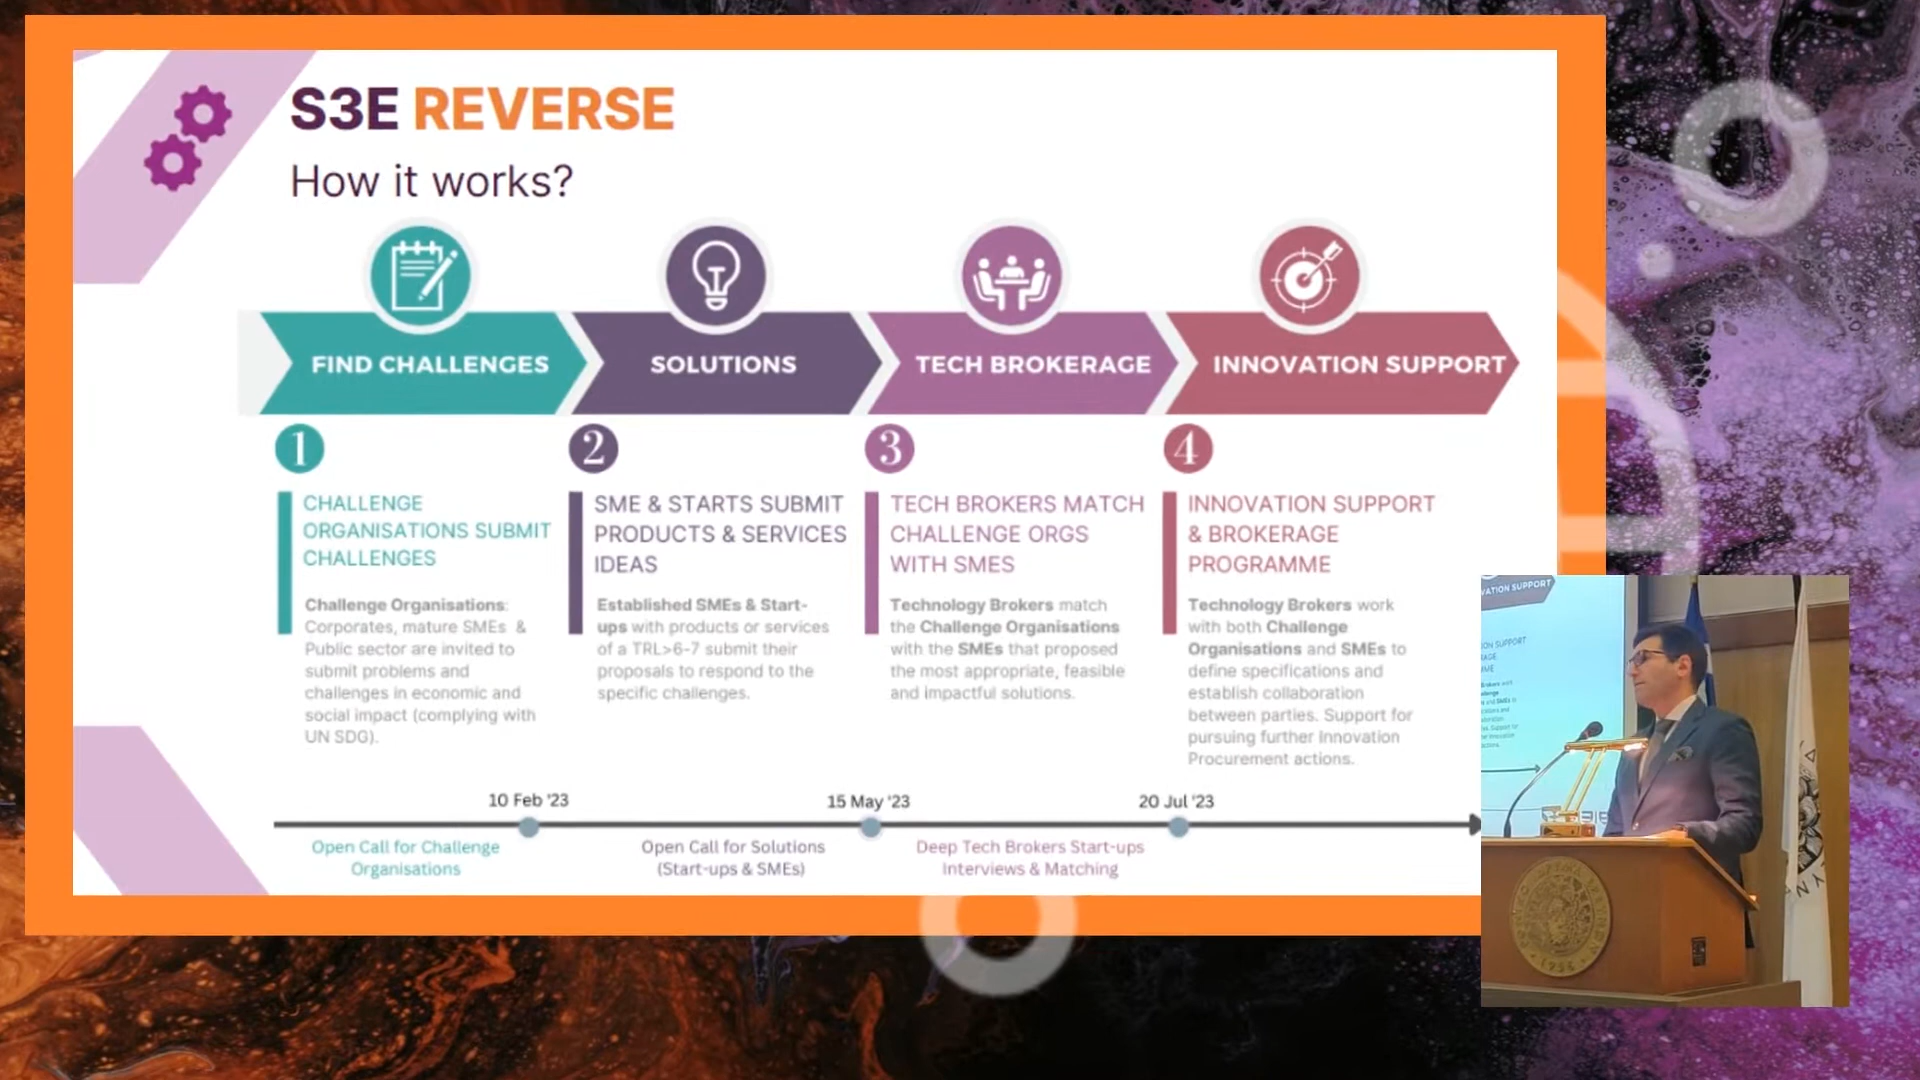 S3E REVERSE
How it works?
FIND CHALLENGES
SOLUTIONS
TECH BROKERAGE
INNOVATION SUPPORT
1
CHALLENGE
ORGANISATIONS SUBMIT
CHALLENGES
Challenge Organisations:
Corporates, mature SMEs &
Public sector are invited to
submit problems and
challenges in economic and
social impact (complying with
UN SDG).
2
SME & STARTS SUBMIT
PRODUCTS & SERVICES
IDEAS
Established SMEs & Start-
ups with products or services
of a TRL>6-7 submit their
proposals to respond to the
specific challenges.
3
TECH BROKERS MATCH
CHALLENGE ORGS
WITH SMES
Technology Brokers match
the Challenge Organisations
with the SMEs that proposed
the most appropriate, feasible
and impactful solutions.
4
INNOVATION SUPPORT
& BROKERAGE
PROGRAMME
Technology Brokers work
with both Challenge
Organisations and SMEs to
define specifications and
establish collaboration
between parties. Support for
pursuing further Innovation
Procurement actions.
10 Feb '23
15 May '23
20 Jul '23
Open Call for Challenge
Organisations
Open Call for Solutions
(Start-ups & SMEs)
Deep Tech Brokers Start-ups
Interviews & Matching
VATION SUPPORT